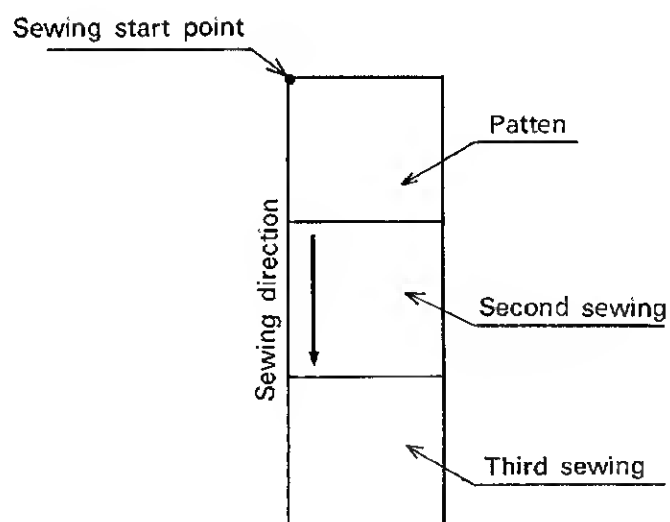 Sewing start point
Patten
Sewing direction
Second sewing
Third sewing